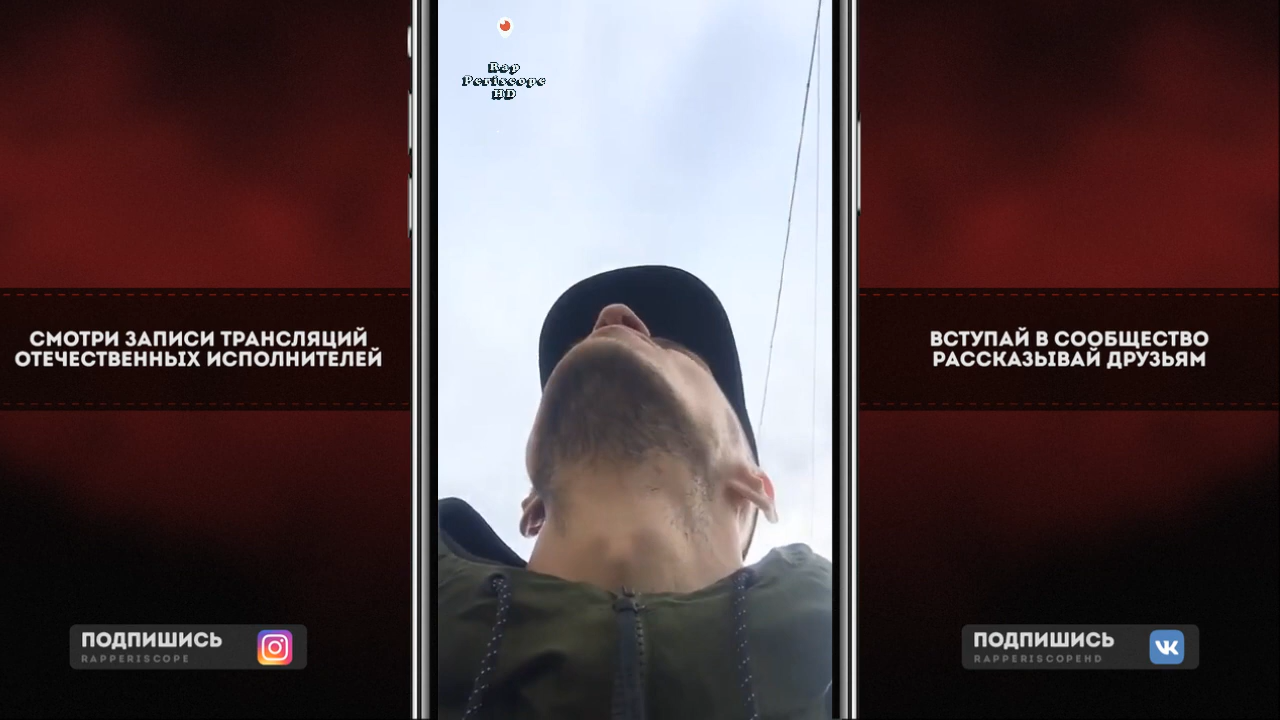 Rap
Periscope
HD
СМОТРИ ЗАПИСИ ТРАНСЛЯЦИЙ
ОТЕЧЕСТВЕННЫХ ИСПОЛНИТЕЛЕЙ
ВСТУПАЙ В СООБЩЕСТВО
РАССКАЗЫВАЙ ДРУЗЬЯМ
ПОДПИШИСЬ
RAPPERISCOPE
ПОДПИШИСЬ
RAPPERISCOPEHD